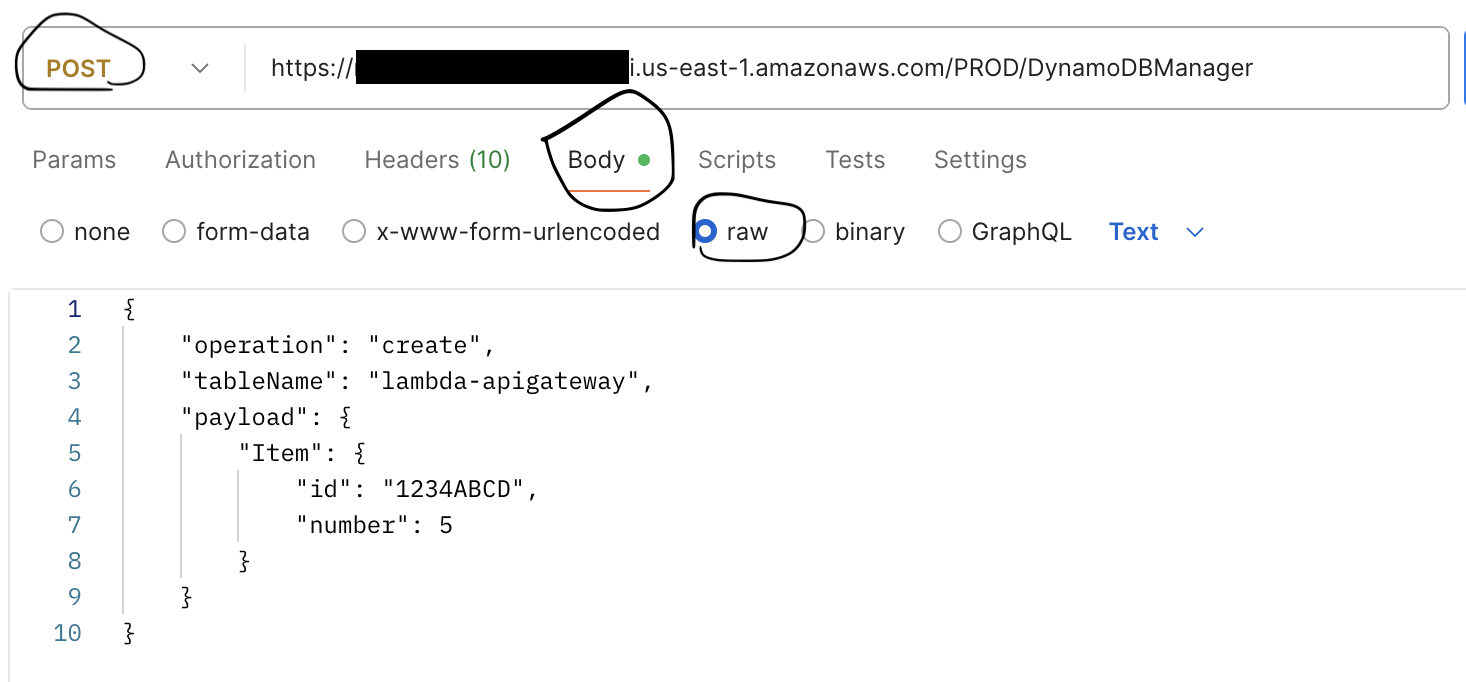 POST https:// i.us-east-1.amazonaws.com/PROD/DynamoDBManager
Params Authorization Headers (10) Body Scripts Tests Settings
none form-data x-www-form-urlencoded raw binary GraphQL Text
1 {
2 "operation": "create",
3 "tableName": "lambda-apigateway",
4 "payload": {
5 "Item": {
6 "id": "1234ABCD",
7 "number": 5
8 }
9 }
10 }